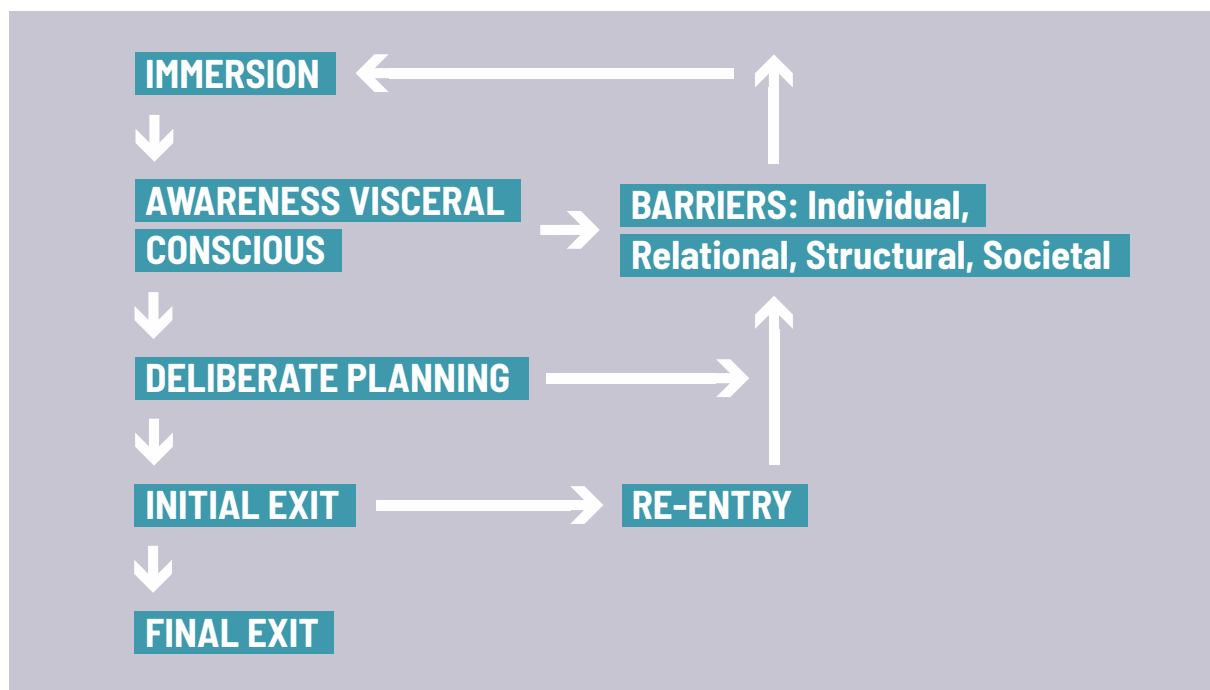 IMMERSION
AWARENESS VISCERAL
CONSCIOUS
BARRIERS: Individual,
Relational, Structural, Societal
DELIBERATE PLANNING
INITIAL EXIT
RE-ENTRY
FINAL EXIT